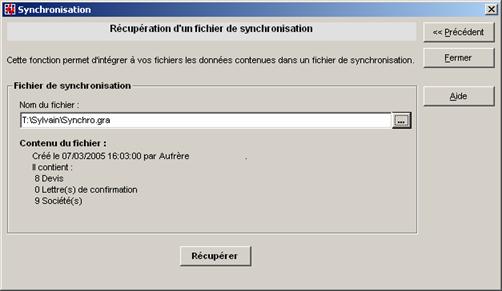 Synchronisation
Récupération d'un fichier de synchronisation
<< Précédent
Cette fonction permet d'intégrer à vos fichiers les données contenues dans un fichier de synchronisation.
Fermer
Fichier de synchronisation
Aide
Nom du fichier :
T:\Sylvain\Synchro.gra
...
Contenu du fichier :
Créé le 07/03/2005 16:03:00 par Aufrère .
Il contient :
8 Devis
0 Lettre(s) de confirmation
9 Société(s)
Récupérer